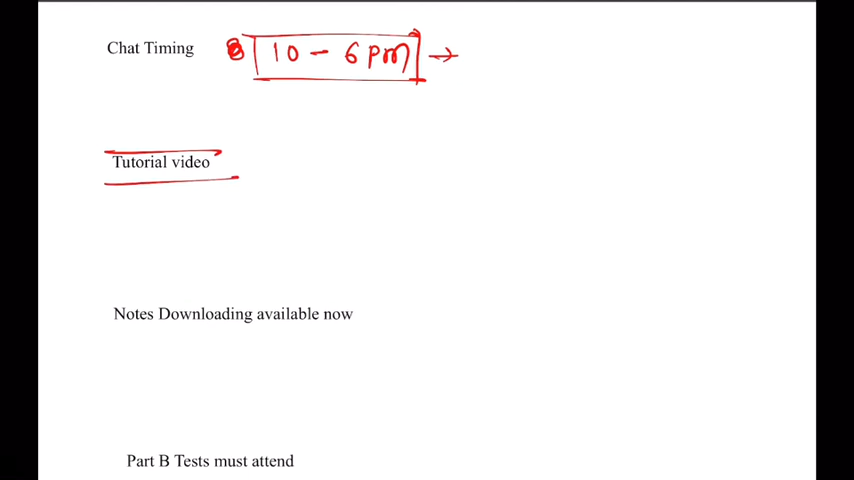 Chat Timing 10 - 6 pm →
Tutorial video
Notes Downloading available now
Part B Tests must attend